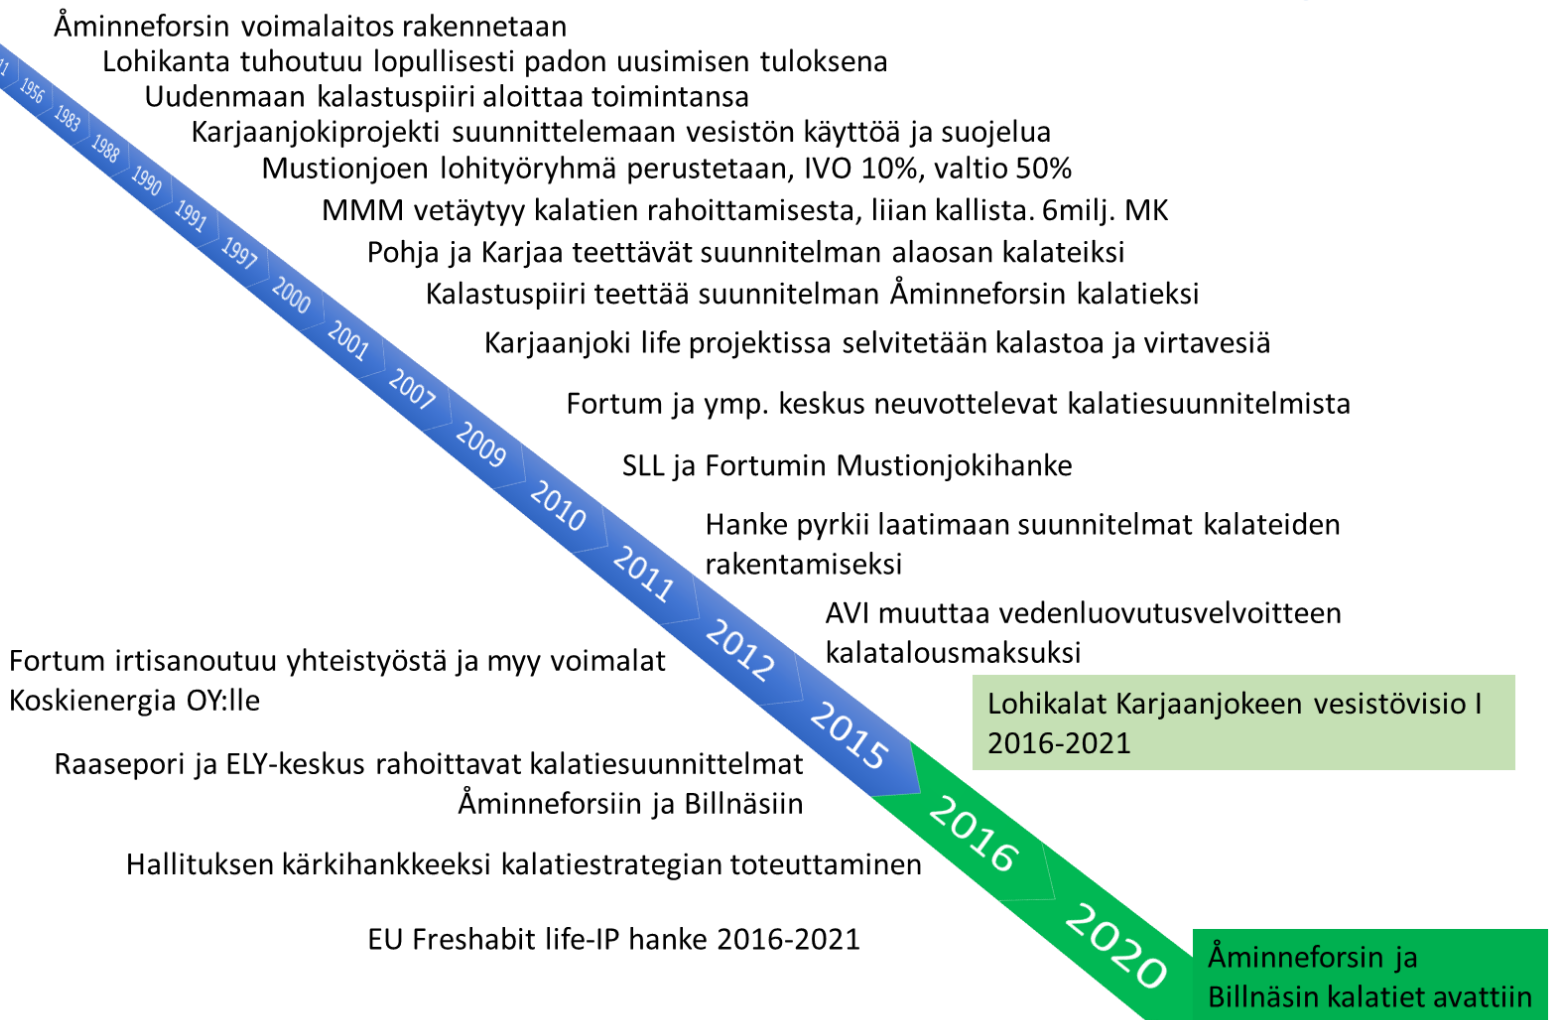 Åminneforsin voimalaitos rakennetaan
Lohikanta tuhoutuu lopullisesti padon uusimisen tuloksena
Uudenmaan kalastuspiiri aloittaa toimintansa
Karjaanjokiprojekti suunnittelemaan vesistön käyttöä ja suojelua
Mustionjoen lohityöryhmä perustetaan, IVO 10%, valtio 50%
MMM vetäytyy kalatien rahoittamisesta, liian kallista. 6milj. MK
Pohja ja Karjaa teettävät suunnitelman alaosan kalateiksi
Kalastuspiiri teettää suunnitelman Åminneforsin kalatieksi
Karjaanjoki life projektissa selvitetään kalastoa ja virtavesiä
Fortum ja ymp. keskus neuvottelevat kalatiesuunnitelmista
SLL ja Fortumin Mustionjokihanke
Hanke pyrkii laatimaan suunnitelmat kalateiden
rakentamiseksi
AVI muuttaa vedenluovutusvelvoitteen
kalatalousmaksuksi
11
1956
1983
1988
1990
1991
1997
2000
2001
2007
2009
2010
2011
2012
2015
2016
2020
Fortum irtisanoutuu yhteistyöstä ja myy voimalat
Koskienergia OY:lle
Raasepori ja ELY-keskus rahoittavat kalatiesuunnittelmat
Åminneforsiin ja Billnäsiin
Hallituksen kärkihankkeeksi kalatiestrategian toteuttaminen
EU Freshabit life-IP hanke 2016-2021
Lohikalat Karjaanjokeen vesistövisio I
2016-2021
Åminneforsin ja
Billnäsin kalatiet avattiin